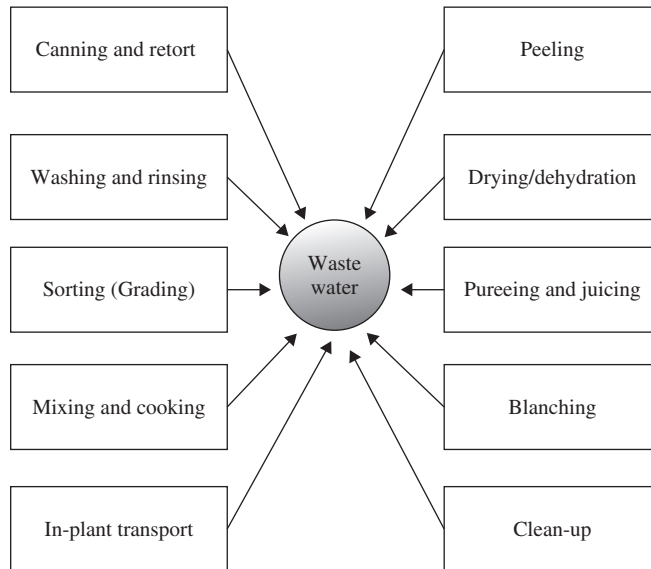 Canning and retort
Peeling
Washing and rinsing
Drying/dehydration
Waste
water
Sorting (Grading)
Pureeing and juicing
Mixing and cooking
Blanching
In-plant transport
Clean-up